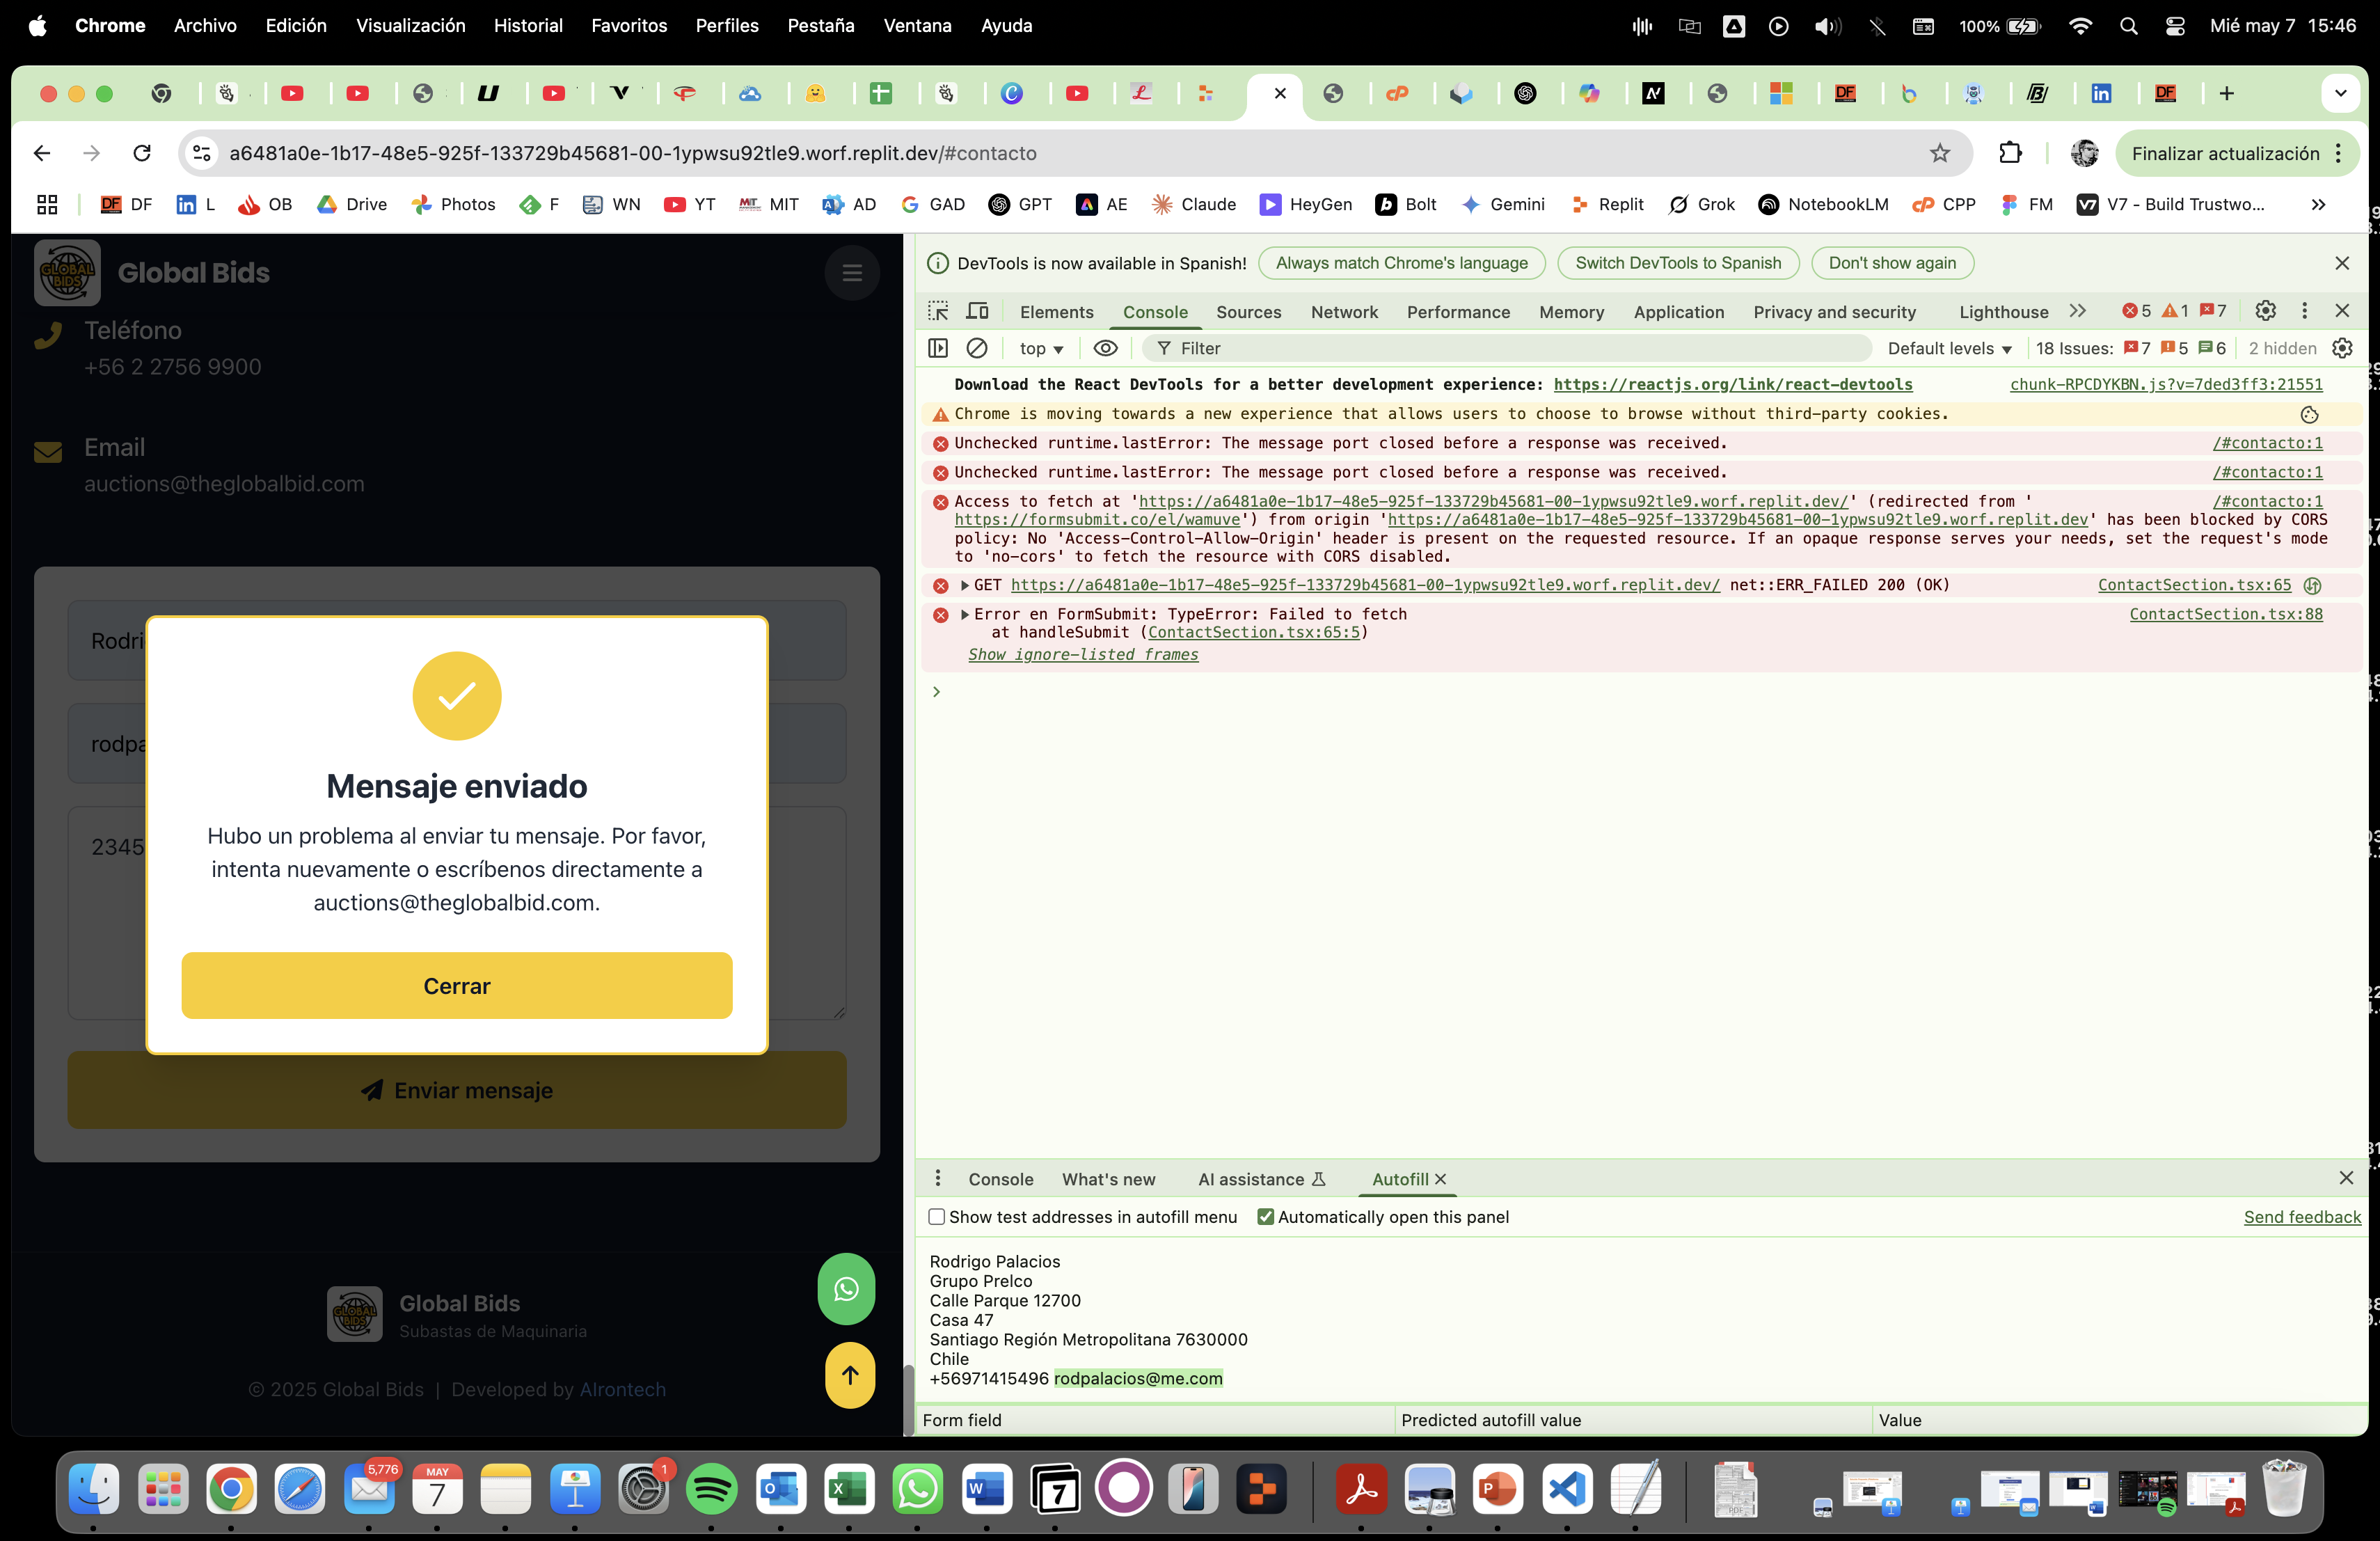 Chrome Archivo Edición Visualización Historial Favoritos Perfiles Pestaña Ventana Ayuda 100% Mié may 7 15:46
a6481a0e-1b17-48e5-925f-133729b45681-00-1ypwsu92tle9.worf.replit.dev/#contacto Finalizar actualización
DF L OB Drive Photos F WN YT MIT AD GAD GPT AE Claude HeyGen Bolt Gemini Replit Grok NotebookLM CPP FM V7 - Build Trustwo...
GLOBAL BIDS
Global Bids
Teléfono
+56 2 2756 9900
Email
auctions@theglobalbid.com
Rodri
rodpa
2345
Mensaje enviado
Hubo un problema al enviar tu mensaje. Por favor,
intenta nuevamente o escríbenos directamente a
auctions@theglobalbid.com.
Cerrar
Enviar mensaje
GLOBAL BIDS
Global Bids
Subastas de Maquinaria
© 2025 Global Bids | Developed by AIrontech
DevTools is now available in Spanish! Always match Chrome's language Switch DevTools to Spanish Don't show again
Elements Console Sources Network Performance Memory Application Privacy and security Lighthouse 5 1 7
top Filter Default levels 18 Issues: 7 5 6 2 hidden
Download the React DevTools for a better development experience: https://reactjs.org/link/react-devtools chunk-RPCDYKBN.js?v=7ded3ff3:21551
Chrome is moving towards a new experience that allows users to choose to browse without third-party cookies.
Unchecked runtime.lastError: The message port closed before a response was received. /#contacto:1
Unchecked runtime.lastError: The message port closed before a response was received. /#contacto:1
Access to fetch at 'https://a6481a0e-1b17-48e5-925f-133729b45681-00-1ypwsu92tle9.worf.replit.dev/' (redirected from ' /#contacto:1
https://formsubmit.co/el/wamuve') from origin 'https://a6481a0e-1b17-48e5-925f-133729b45681-00-1ypwsu92tle9.worf.replit.dev' has been blocked by CORS
policy: No 'Access-Control-Allow-Origin' header is present on the requested resource. If an opaque response serves your needs, set the request's mode
to 'no-cors' to fetch the resource with CORS disabled.
GET https://a6481a0e-1b17-48e5-925f-133729b45681-00-1ypwsu92tle9.worf.replit.dev/ net::ERR_FAILED 200 (OK) ContactSection.tsx:65
Error en FormSubmit: TypeError: Failed to fetch ContactSection.tsx:88
at handleSubmit (ContactSection.tsx:65:5)
Show ignore-listed frames
Console What's new AI assistance Autofill
Show test addresses in autofill menu Automatically open this panel Send feedback
Rodrigo Palacios
Grupo Prelco
Calle Parque 12700
Casa 47
Santiago Región Metropolitana 7630000
Chile
+56971415496 rodpalacios@me.com
Form field Predicted autofill value Value
5,776 MAY 7 1 7